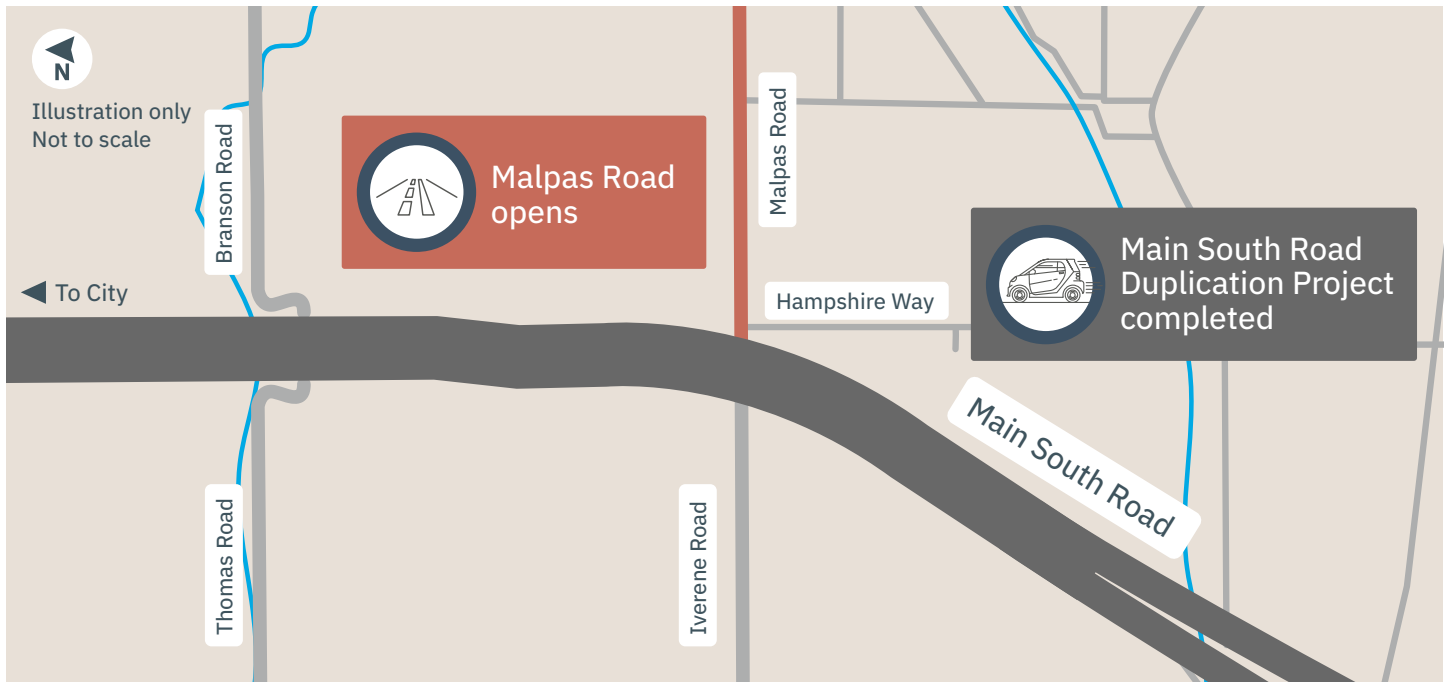 N
Illustration only
Not to scale
Branson Road
Malpas Road
opens
Malpas Road
Main South Road
Duplication Project
completed
To City
Hampshire Way
Main South Road
Thomas Road
Iverene Road